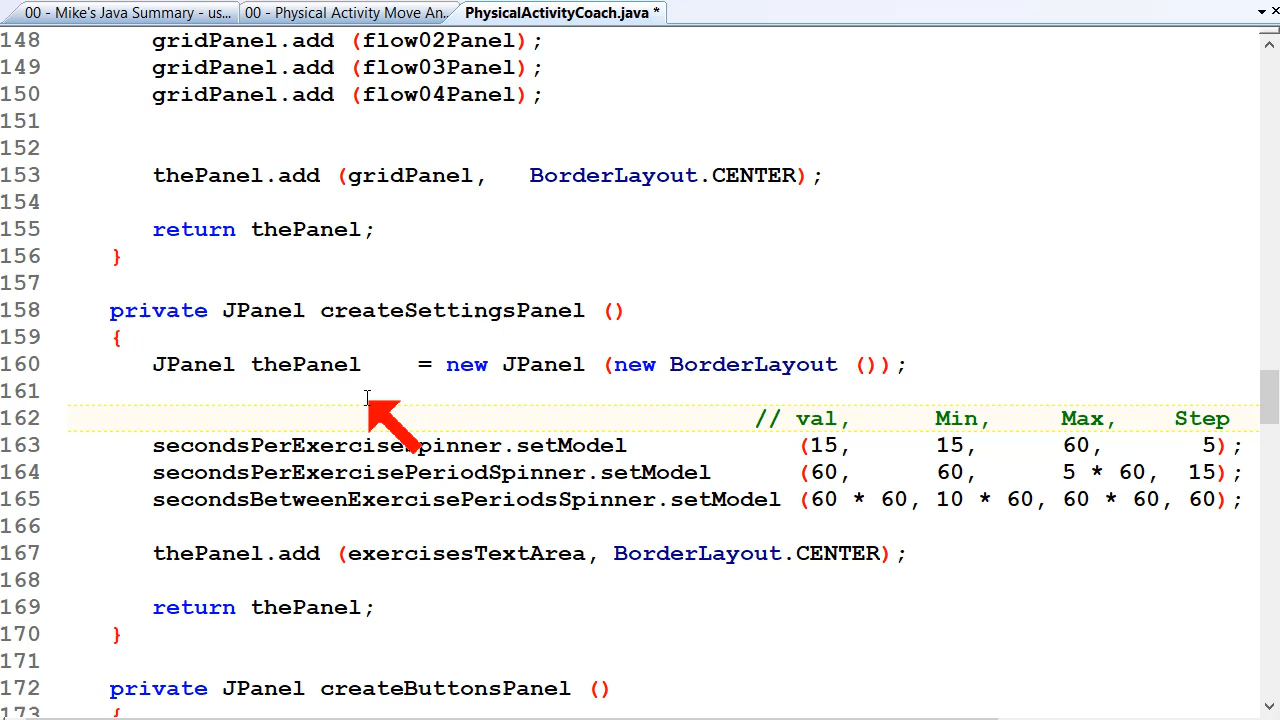 00 - Mike's Java Summary - us... 00 - Physical Activity Move An... PhysicalActivityCoach.java *
148 gridPanel.add (flow02Panel);
149 gridPanel.add (flow03Panel);
150 gridPanel.add (flow04Panel);
151
152
153 thePanel.add (gridPanel, BorderLayout.CENTER);
154
155 return thePanel;
156 }
157
158 private JPanel createSettingsPanel ()
159 {
160 JPanel thePanel = new JPanel (new BorderLayout ());
161
162 // val, Min, Max, Step
163 secondsPerExerciseSpinner.setModel (15, 15, 60, 5);
164 secondsPerExercisePeriodSpinner.setModel (60, 60, 5 * 60, 15);
165 secondsBetweenExercisePeriodsSpinner.setModel (60 * 60, 10 * 60, 60 * 60, 60);
166
167 thePanel.add (exercisesTextArea, BorderLayout.CENTER);
168
169 return thePanel;
170 }
171
172 private JPanel createButtonsPanel ()
173 {